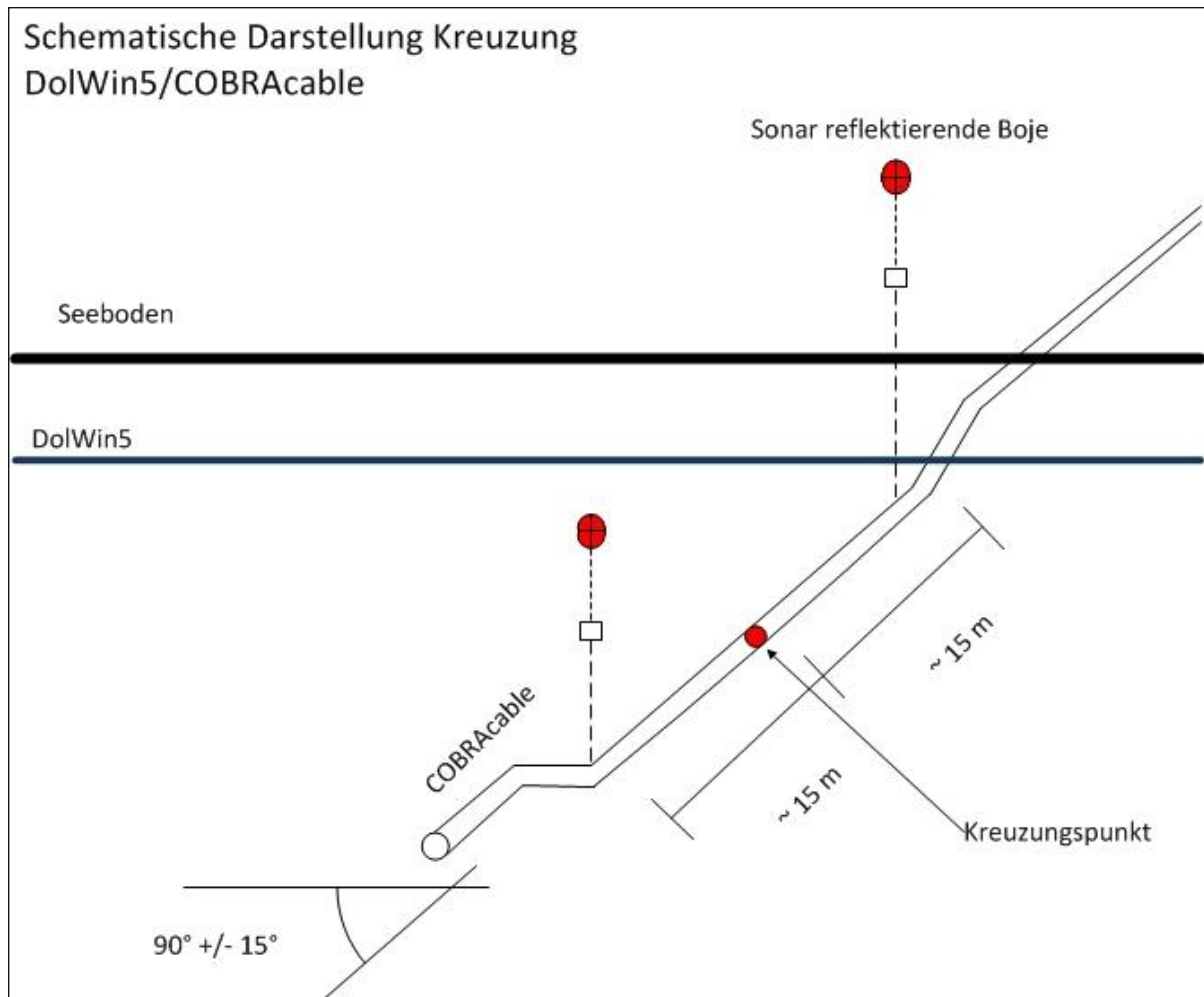 Schematische Darstellung Kreuzung
DolWin5/COBRAcable
Sonar reflektierende Boje
Seeboden
DolWin5
COBRAcable
~ 15 m
~ 15 m
Kreuzungspunkt
90° +/- 15°